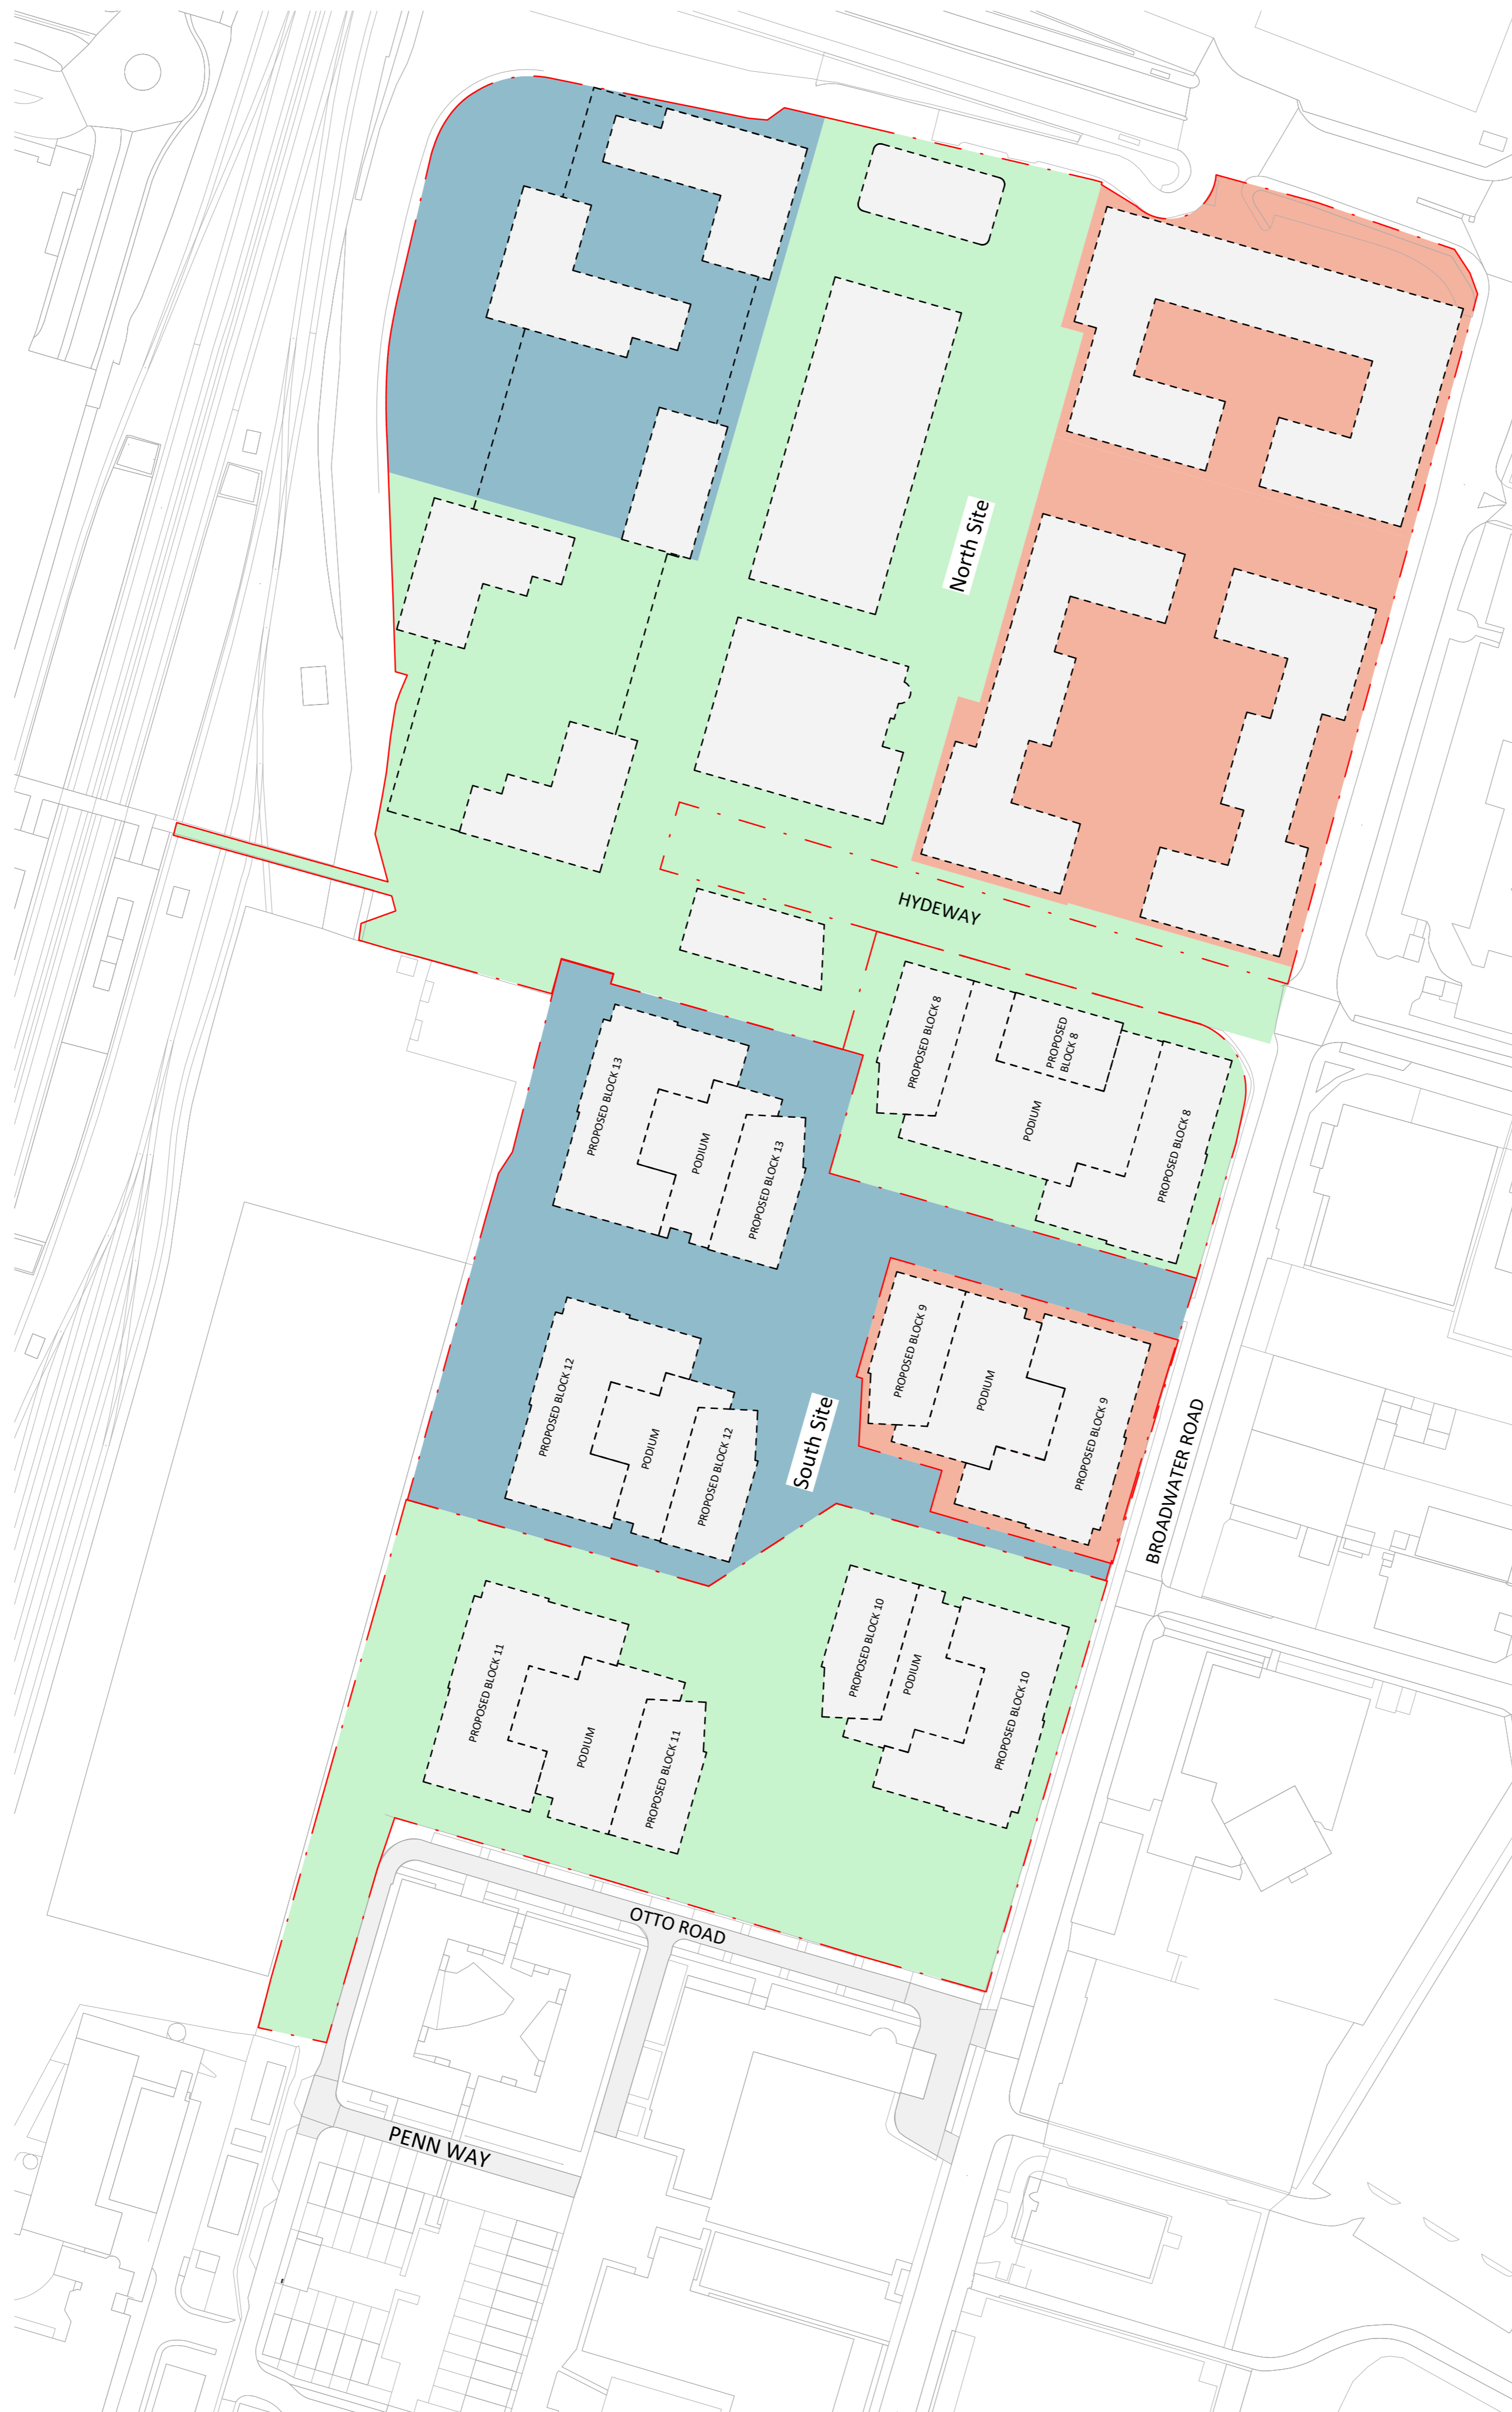 North Site
HYDEWAY
PROPOSED BLOCK 8
PROPOSED
BLOCK 8
PODIUM
PROPOSED BLOCK 8
PROPOSED BLOCK 13
PODIUM
PROPOSED BLOCK 13
PROPOSED BLOCK 9
PODIUM
PROPOSED BLOCK 9
PROPOSED BLOCK 12
PODIUM
PROPOSED BLOCK 12
South Site
BROADWATER ROAD
PROPOSED BLOCK 10
PODIUM
PROPOSED BLOCK 10
PROPOSED BLOCK 11
PODIUM
PROPOSED BLOCK 11
OTTO ROAD
PENN WAY